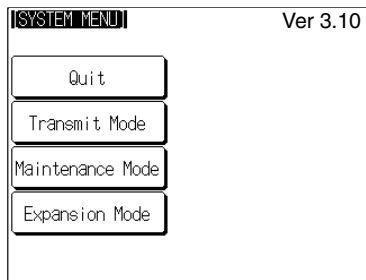 [SYSTEM MENU]
Ver 3.10
Quit
Transmit Mode
Maintenance Mode
Expansion Mode